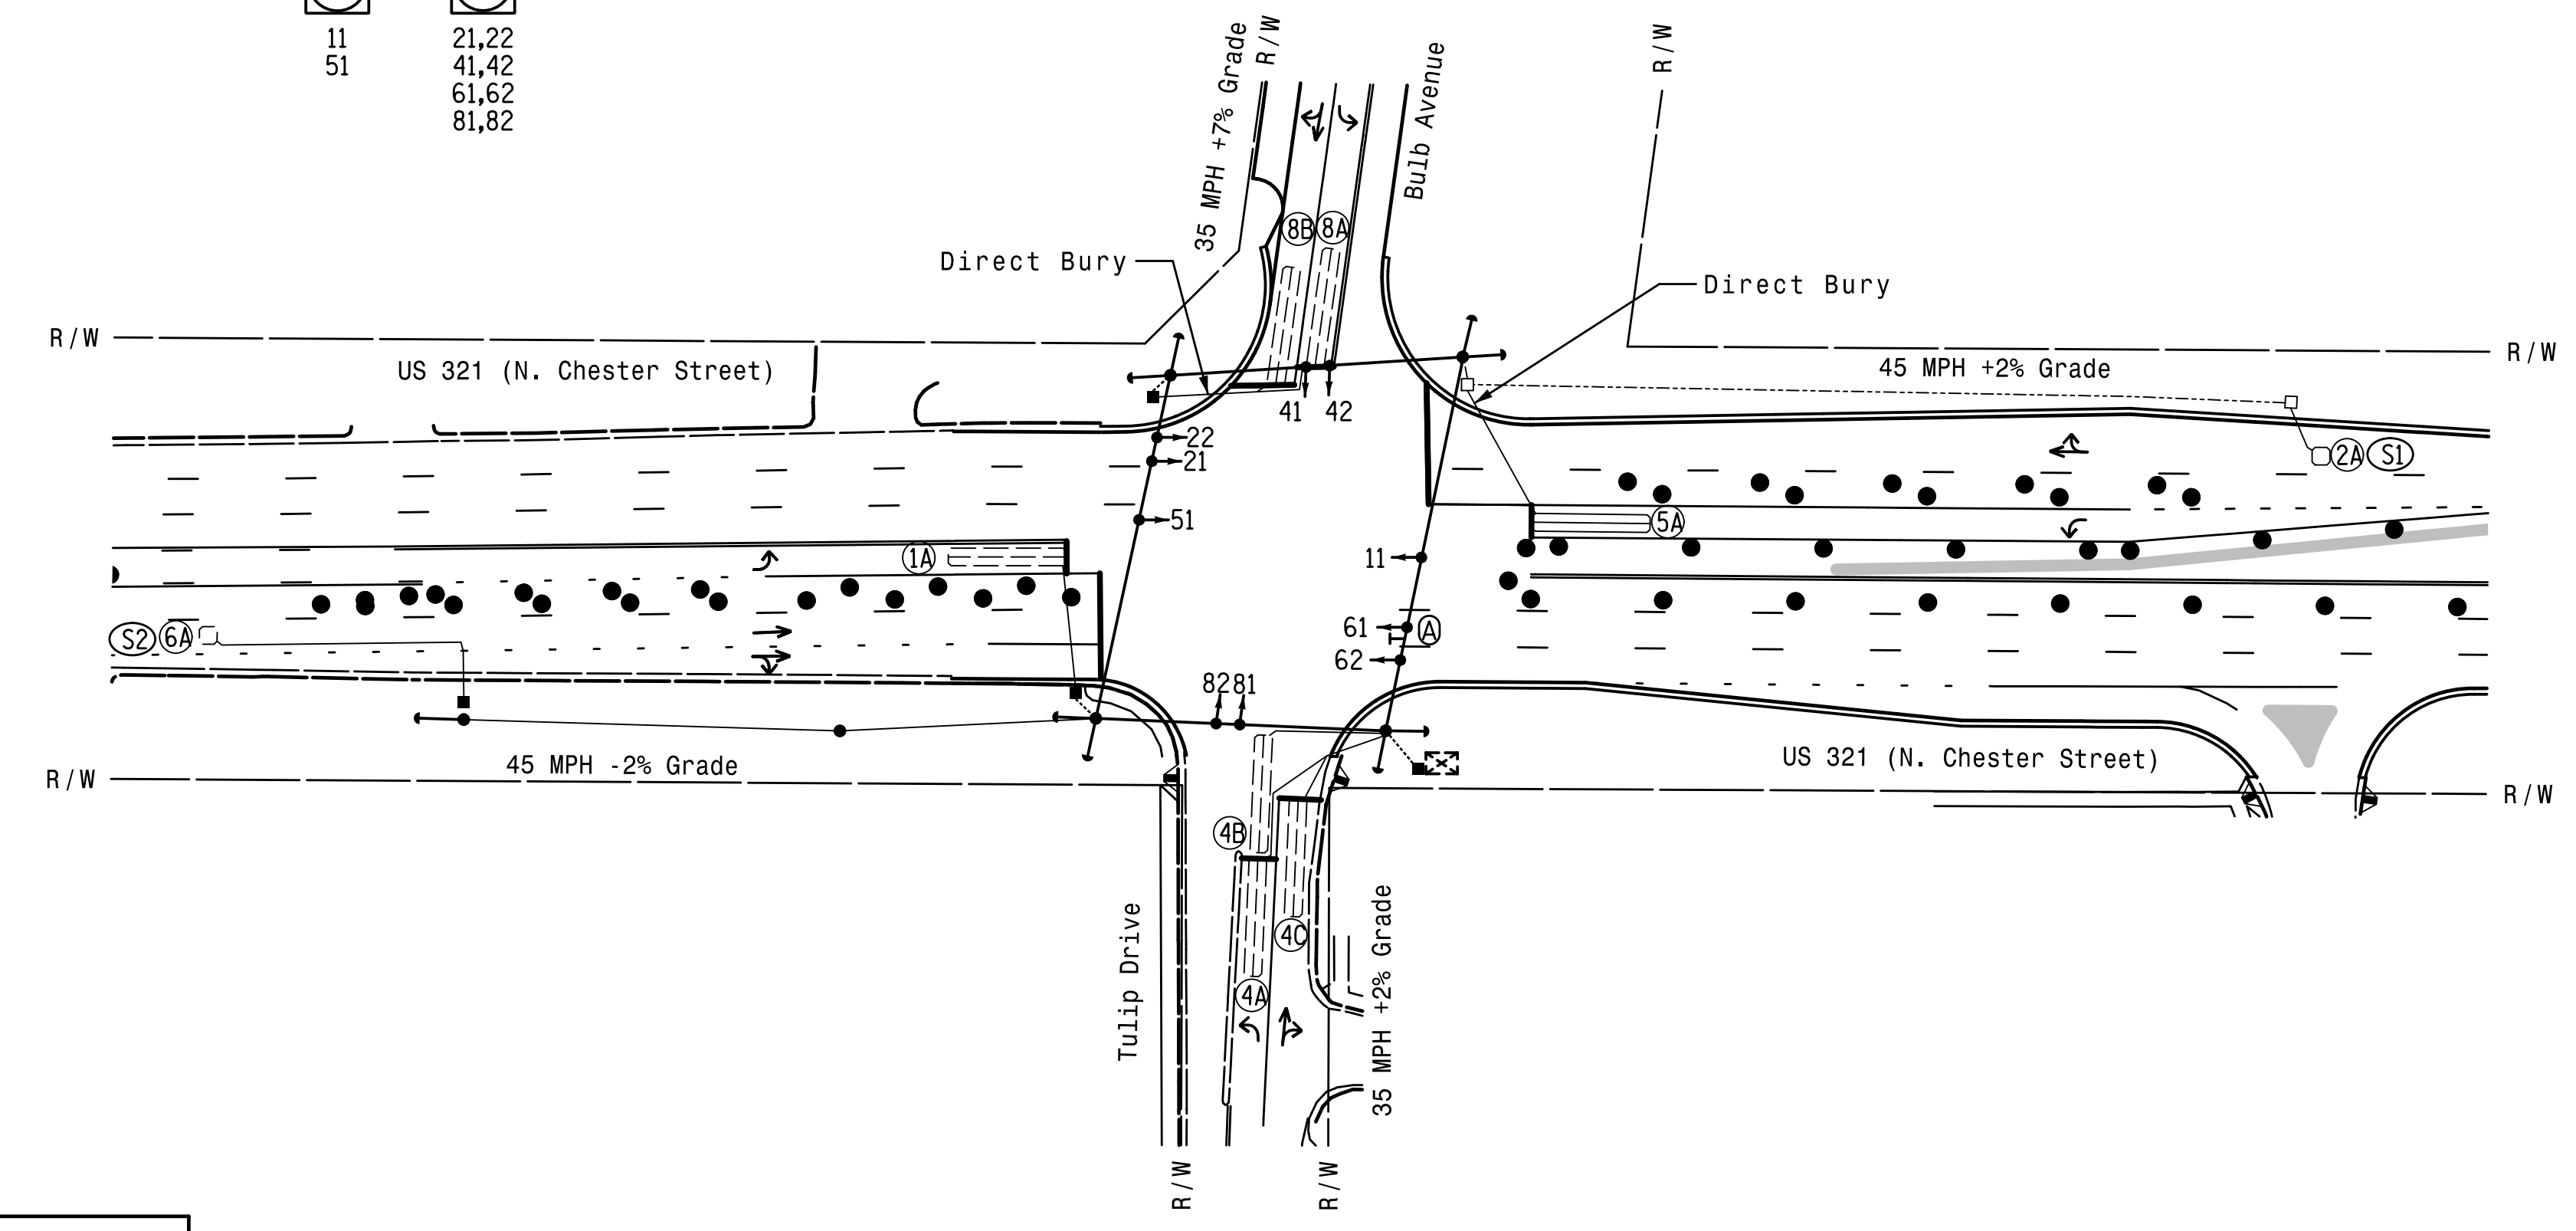 11
51
21,22
41,42
61,62
81,82
35 MPH +7% Grade
R/W
Bulb Avenue
R/W
8B
8A
Direct Bury
Direct Bury
R/W
US 321 (N. Chester Street)
45 MPH +2% Grade
R/W
41
42
22
21
2A
S1
51
5A
1A
11
S2
6A
61
A
62
82
81
45 MPH -2% Grade
US 321 (N. Chester Street)
R/W
R/W
4B
4C
4A
Tulip Drive
35 MPH +2% Grade
R/W
R/W